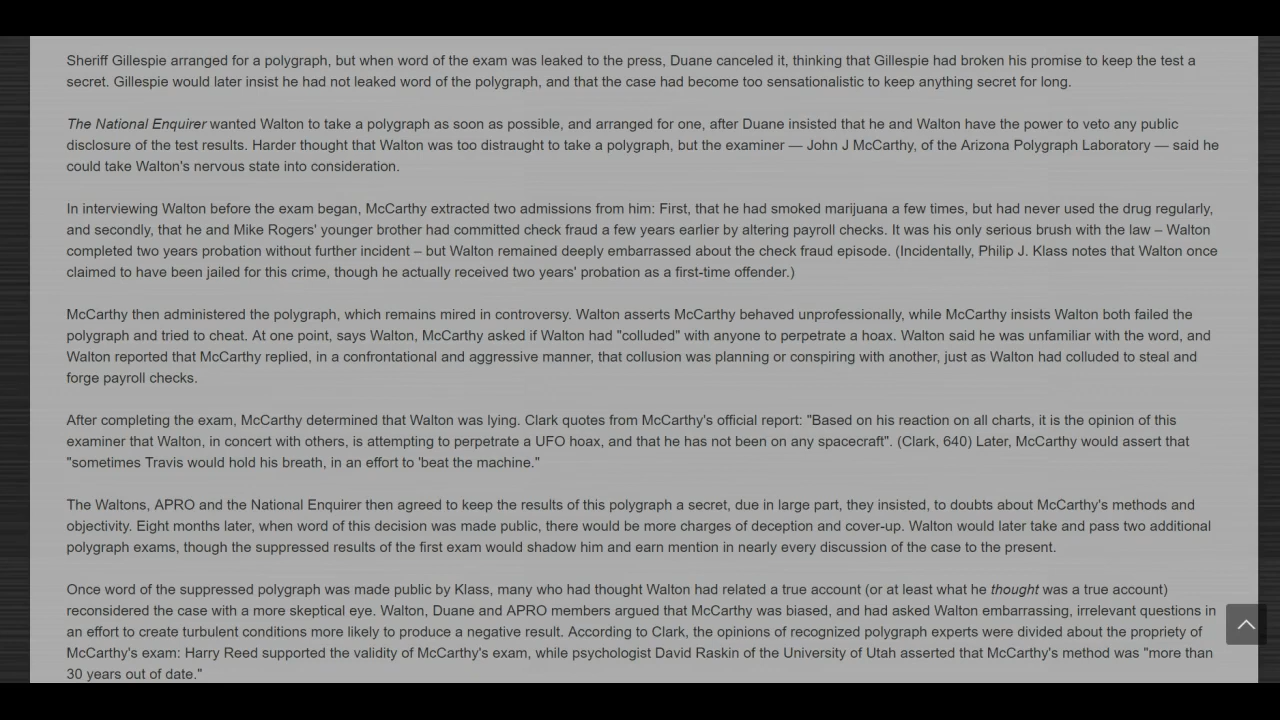 Sheriff Gillespie arranged for a polygraph, but when word of the exam was leaked to the press, Duane canceled it, thinking that Gillespie had broken his promise to keep the test a
secret. Gillespie would later insist he had not leaked word of the polygraph, and that the case had become too sensationalistic to keep anything secret for long.
The National Enquirer wanted Walton to take a polygraph as soon as possible, and arranged for one, after Duane insisted that he and Walton have the power to veto any public
disclosure of the test results. Harder thought that Walton was too distraught to take a polygraph, but the examiner — John J McCarthy, of the Arizona Polygraph Laboratory — said he
could take Walton's nervous state into consideration.
In interviewing Walton before the exam began, McCarthy extracted two admissions from him: First, that he had smoked marijuana a few times, but had never used the drug regularly,
and secondly, that he and Mike Rogers' younger brother had committed check fraud a few years earlier by altering payroll checks. It was his only serious brush with the law – Walton
completed two years probation without further incident – but Walton remained deeply embarrassed about the check fraud episode. (Incidentally, Philip J. Klass notes that Walton once
claimed to have been jailed for this crime, though he actually received two years' probation as a first-time offender.)
McCarthy then administered the polygraph, which remains mired in controversy. Walton asserts McCarthy behaved unprofessionally, while McCarthy insists Walton both failed the
polygraph and tried to cheat. At one point, says Walton, McCarthy asked if Walton had "colluded" with anyone to perpetrate a hoax. Walton said he was unfamiliar with the word, and
Walton reported that McCarthy replied, in a confrontational and aggressive manner, that collusion was planning or conspiring with another, just as Walton had colluded to steal and
forge payroll checks.
After completing the exam, McCarthy determined that Walton was lying. Clark quotes from McCarthy's official report: "Based on his reaction on all charts, it is the opinion of this
examiner that Walton, in concert with others, is attempting to perpetrate a UFO hoax, and that he has not been on any spacecraft". (Clark, 640) Later, McCarthy would assert that
"sometimes Travis would hold his breath, in an effort to 'beat the machine."
The Waltons, APRO and the National Enquirer then agreed to keep the results of this polygraph a secret, due in large part, they insisted, to doubts about McCarthy's methods and
objectivity. Eight months later, when word of this decision was made public, there would be more charges of deception and cover-up. Walton would later take and pass two additional
polygraph exams, though the suppressed results of the first exam would shadow him and earn mention in nearly every discussion of the case to the present.
Once word of the suppressed polygraph was made public by Klass, many who had thought Walton had related a true account (or at least what he thought was a true account)
reconsidered the case with a more skeptical eye. Walton, Duane and APRO members argued that McCarthy was biased, and had asked Walton embarrassing, irrelevant questions in
an effort to create turbulent conditions more likely to produce a negative result. According to Clark, the opinions of recognized polygraph experts were divided about the propriety of
McCarthy's exam: Harry Reed supported the validity of McCarthy's exam, while psychologist David Raskin of the University of Utah asserted that McCarthy's method was "more than
30 years out of date."